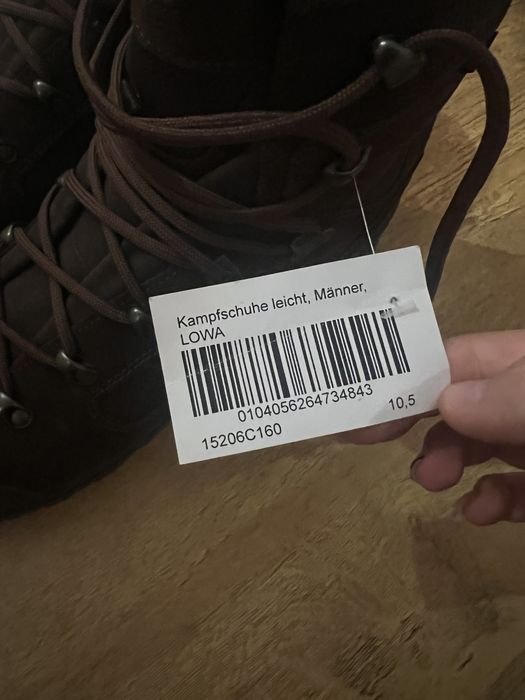 Kampfschuhe leicht, Männer,
LOWA
0104056264734843
15206C160 10,5